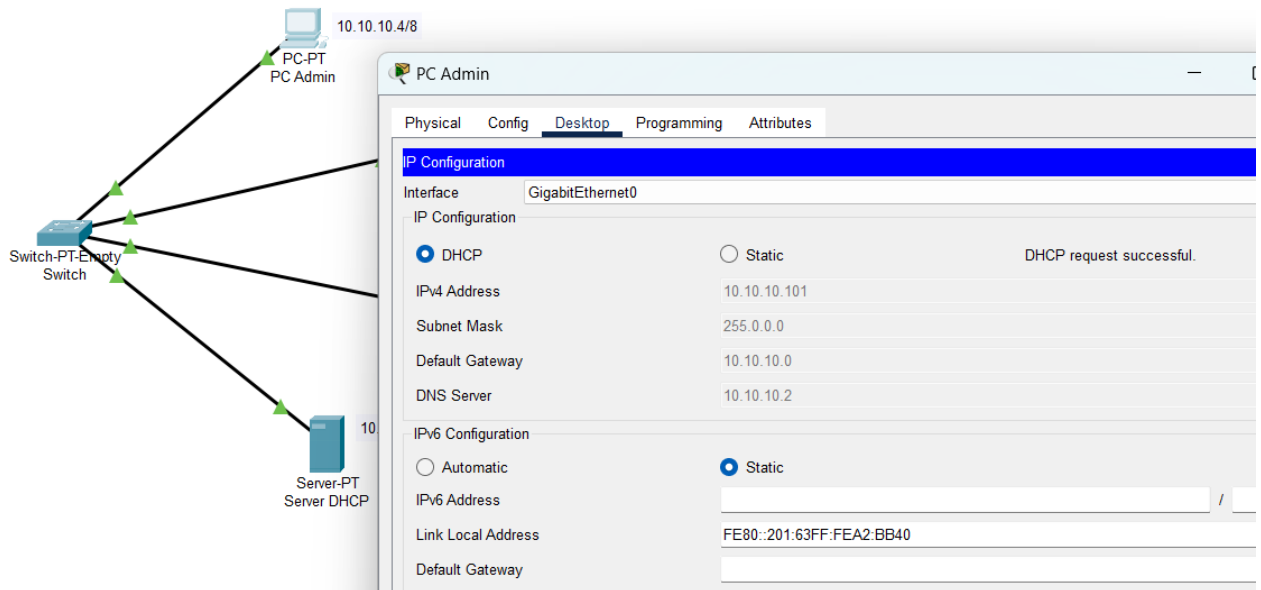 10.10.10.4/8
PC-PT
PC Admin
Switch-PT-Empty
Switch
10.
Server-PT
Server DHCP
PC Admin
Physical Config Desktop Programming Attributes
IP Configuration
Interface GigabitEthernet0
IP Configuration
DHCP Static DHCP request successful.
IPv4 Address 10.10.10.101
Subnet Mask 255.0.0.0
Default Gateway 10.10.10.0
DNS Server 10.10.10.2
IPv6 Configuration
Automatic Static
IPv6 Address /
Link Local Address FE80::201:63FF:FEA2:BB40
Default Gateway